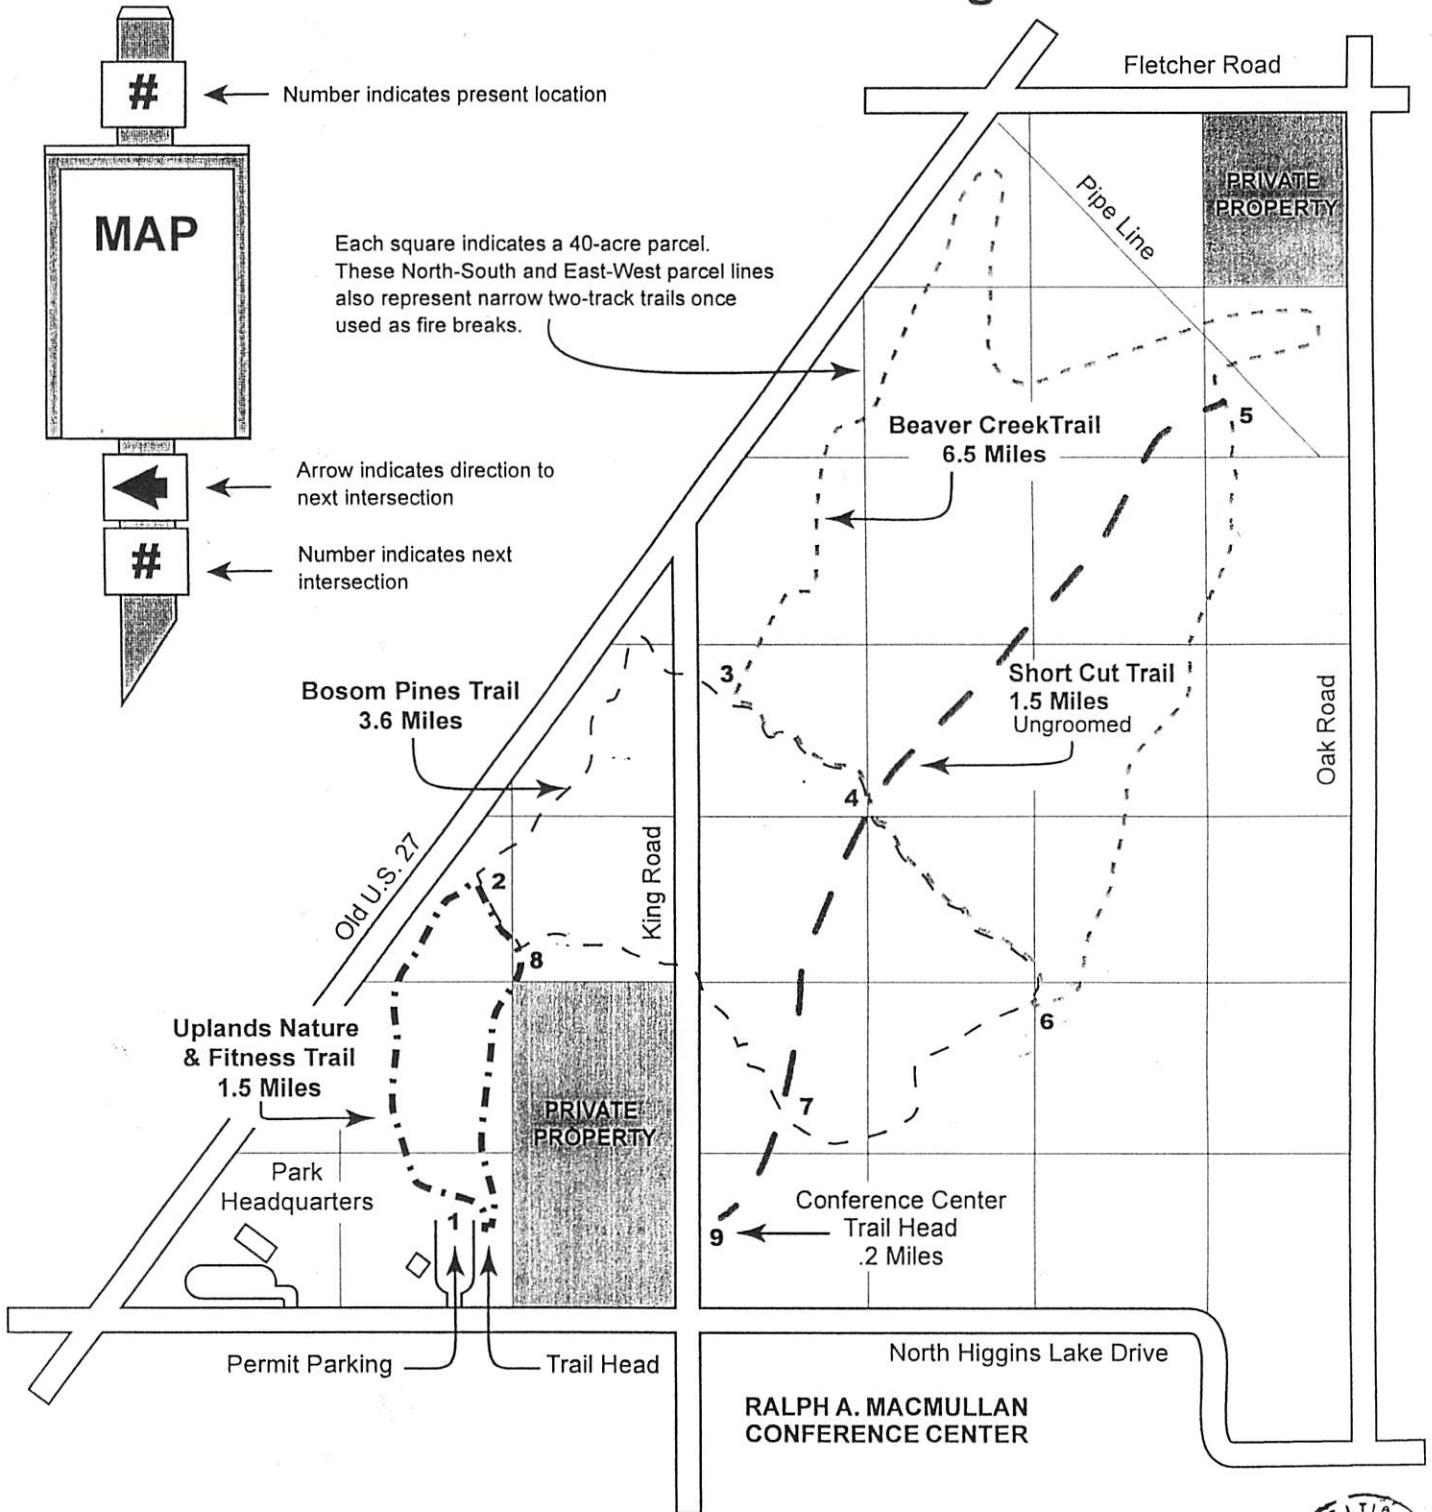 #
Number indicates present location
MAP
Arrow indicates direction to
next intersection
#
Number indicates next
intersection
Each square indicates a 40-acre parcel.
These North-South and East-West parcel lines
also represent narrow two-track trails once
used as fire breaks.
Fletcher Road
PRIVATE
PROPERTY
Pipe Line
Beaver CreekTrail
6.5 Miles
5
3
Short Cut Trail
1.5 Miles
Ungroomed
Bosom Pines Trail
3.6 Miles
Oak Road
4
Old U.S. 27
King Road
2
8
6
Uplands Nature
& Fitness Trail
1.5 Miles
7
PRIVATE
PROPERTY
Park
Headquarters
1
9
Conference Center
Trail Head
.2 Miles
Permit Parking
Trail Head
North Higgins Lake Drive
RALPH A. MACMULLAN
CONFERENCE CENTER